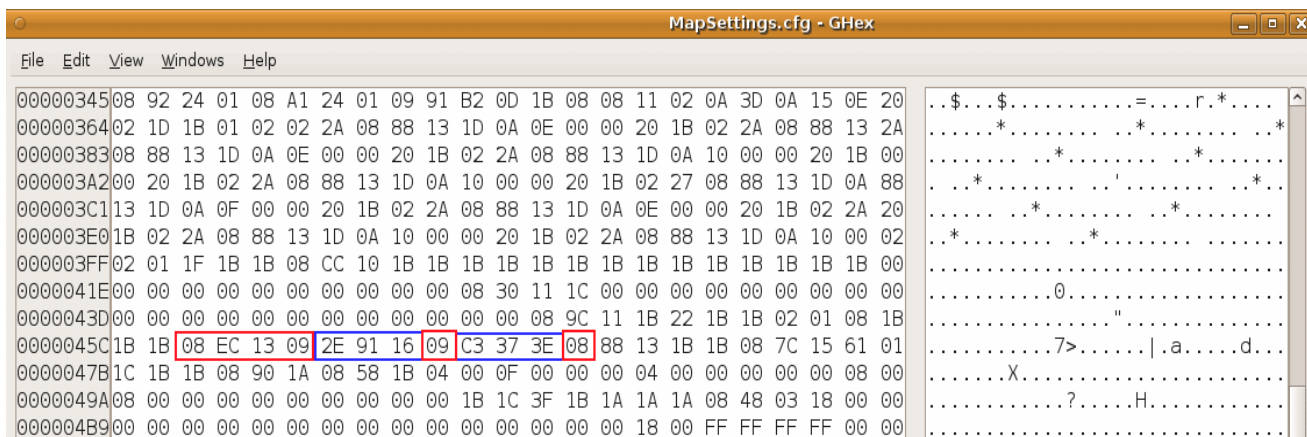 MapSettings.cfg - GHex
File Edit View Windows Help
00000345 08 92 24 01 08 A1 24 01 09 91 B2 0D 1B 08 08 11 02 0A 3D 0A 15 0E 20 ..$...$...........=....r.*....
00000364 02 1D 1B 01 02 02 2A 08 88 13 1D 0A 0E 00 00 20 1B 02 2A 08 88 13 2A ......*......... ..*........ ..*
00000383 08 88 13 1D 0A 0E 00 00 20 1B 02 2A 08 88 13 1D 0A 10 00 00 20 1B 00 ........ ..*........ ..*.......
000003A2 00 20 1B 02 2A 08 88 13 1D 0A 10 00 00 20 1B 02 27 08 88 13 1D 0A 88 . ..*........ ..'........ ..*..
000003C1 13 1D 0A 0F 00 00 20 1B 02 2A 08 88 13 1D 0A 0E 00 00 20 1B 02 2A 20 ...... ..*........ ..*........
000003E0 1B 02 2A 08 88 13 1D 0A 10 00 00 20 1B 02 2A 08 88 13 1D 0A 10 00 02 ..*........ ..*........ .......
000003FF 02 01 1F 1B 1B 08 CC 10 1B 1B 1B 1B 1B 1B 1B 1B 1B 1B 1B 1B 1B 1B 00 ...............................
0000041E 00 00 00 00 00 00 00 00 00 00 08 30 11 1C 00 00 00 00 00 00 00 00 00 ...........0...................
0000043D 00 00 00 00 00 00 00 00 00 00 00 00 08 9C 11 1B 22 1B 1B 02 01 08 1B .................".............
0000045C 1B 1B 08 EC 13 09 2E 91 16 09 C3 37 3E 08 88 13 1B 1B 08 7C 15 61 01 ...........7>......|.a.....d...
0000047B 1C 1B 1B 08 90 1A 08 58 1B 04 00 0F 00 00 00 04 00 00 00 00 00 08 00 .......X.......................
0000049A 08 00 00 00 00 00 00 00 00 00 1B 1C 3F 1B 1A 1A 1A 08 48 03 18 00 00 ............?.....H............
000004B9 00 00 00 00 00 00 00 00 00 00 00 00 00 00 00 18 00 FF FF FF FF 00 00 ...............................